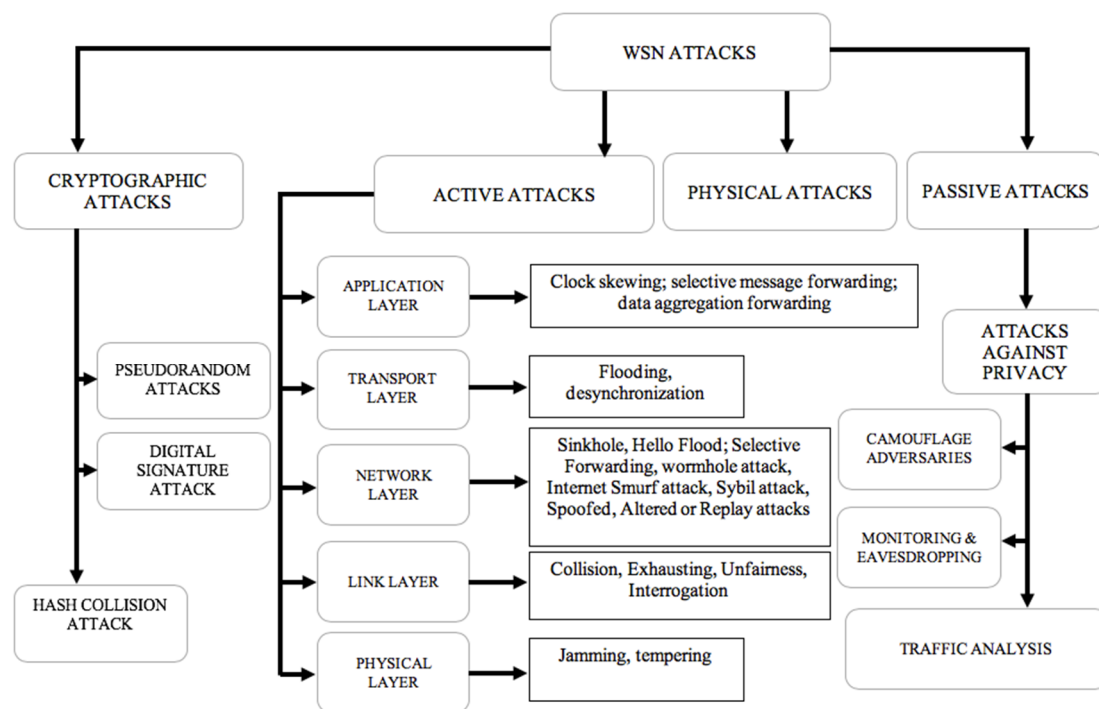 WSN ATTACKS
CRYPTOGRAPHIC
ATTACKS
ACTIVE ATTACKS
PHYSICAL ATTACKS
PASSIVE ATTACKS
APPLICATION
LAYER
Clock skewing; selective message forwarding;
data aggregation forwarding
ATTACKS
AGAINST
PRIVACY
PSEUDORANDOM
ATTACKS
TRANSPORT
LAYER
Flooding,
desynchronization
DIGITAL
SIGNATURE
ATTACK
NETWORK
LAYER
Sinkhole, Hello Flood; Selective
Forwarding, wormhole attack,
Internet Smurf attack, Sybil attack,
Spoofed, Altered or Replay attacks
CAMOUFLAGE
ADVERSARIES
MONITORING &
EAVESDROPPING
HASH COLLISION
ATTACK
LINK LAYER
Collision, Exhausting, Unfairness,
Interrogation
PHYSICAL
LAYER
Jamming, tempering
TRAFFIC ANALYSIS